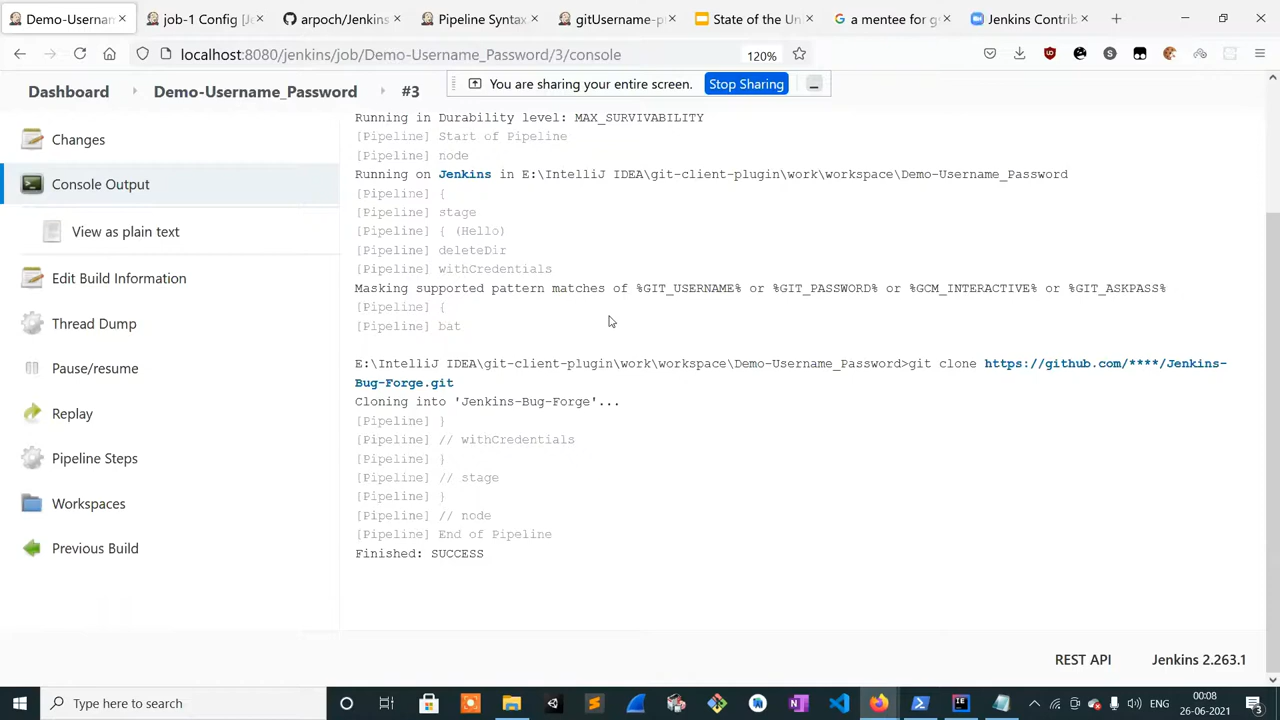 Demo-Usernam
job-1 Config [Je
arpoch/Jenkins
Pipeline Syntax
gitUsername-p
State of the Un
a mentee for g
Jenkins Contrib
localhost:8080/jenkins/job/Demo-Username_Password/3/console
120%
You are sharing your entire screen.
Stop Sharing
Dashboard
Demo-Username_Password
#3
Changes
Console Output
View as plain text
Edit Build Information
Thread Dump
Pause/resume
Replay
Pipeline Steps
Workspaces
Previous Build
Running in Durability level: MAX_SURVIVABILITY
[Pipeline] Start of Pipeline
[Pipeline] node
Running on Jenkins in E:\IntelliJ IDEA\git-client-plugin\work\workspace\Demo-Username_Password
[Pipeline] {
[Pipeline] stage
[Pipeline] { (Hello)
[Pipeline] deleteDir
[Pipeline] withCredentials
Masking supported pattern matches of %GIT_USERNAME% or %GIT_PASSWORD% or %GCM_INTERACTIVE% or %GIT_ASKPASS%
[Pipeline] {
[Pipeline] bat
E:\IntelliJ IDEA\git-client-plugin\work\workspace\Demo-Username_Password>git clone https://github.com/****/Jenkins-
Bug-Forge.git
Cloning into 'Jenkins-Bug-Forge'...
[Pipeline] }
[Pipeline] // withCredentials
[Pipeline] }
[Pipeline] // stage
[Pipeline] }
[Pipeline] // node
[Pipeline] End of Pipeline
Finished: SUCCESS
REST API
Jenkins 2.263.1
Type here to search
ENG
00:08
26-06-2021
3